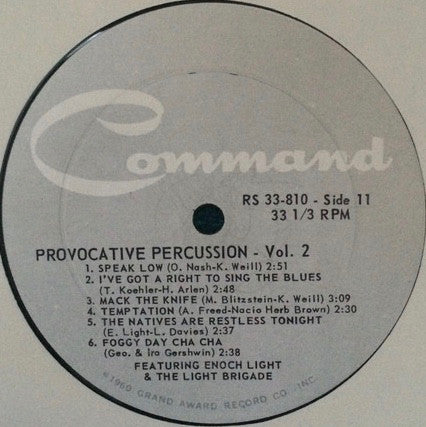 Command
RS 33-810 - Side 11
33 1/3 RPM
PROVOCATIVE PERCUSSION - Vol. 2
1. SPEAK LOW (O. Nash-K. Weill) 2:51
2. I'VE GOT A RIGHT TO SING THE BLUES
(T. Koehler-H. Arlen) 2:48
3. MACK THE KNIFE (M. Blitzstein-K. Weill) 3:09
4. TEMPTATION (A. Freed-Nacio Herb Brown) 2:30
5. THE NATIVES ARE RESTLESS TONIGHT
(E. Light-L. Davies) 2:37
6. FOGGY DAY CHA CHA
(Geo. & Ira Gershwin) 2:38
FEATURING ENOCH LIGHT
& THE LIGHT BRIGADE
©1960 GRAND AWARD RECORD CO., INC.